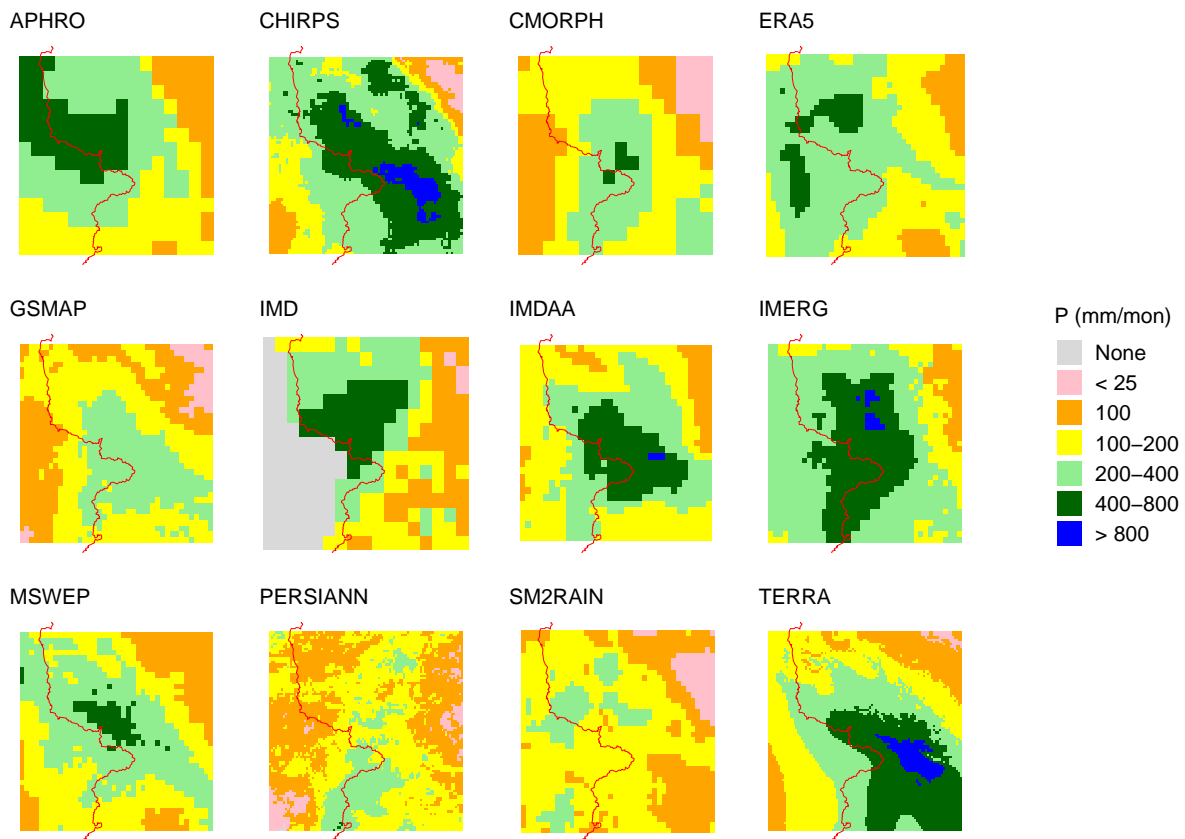 APHRO
CHIRPS
CMORPH
ERA5
GSMAP
IMD
IMDAA
IMERG
P (mm/mon)
None
< 25
100
100–200
200–400
400–800
> 800
MSWEP
PERSIANN
SM2RAIN
TERRA